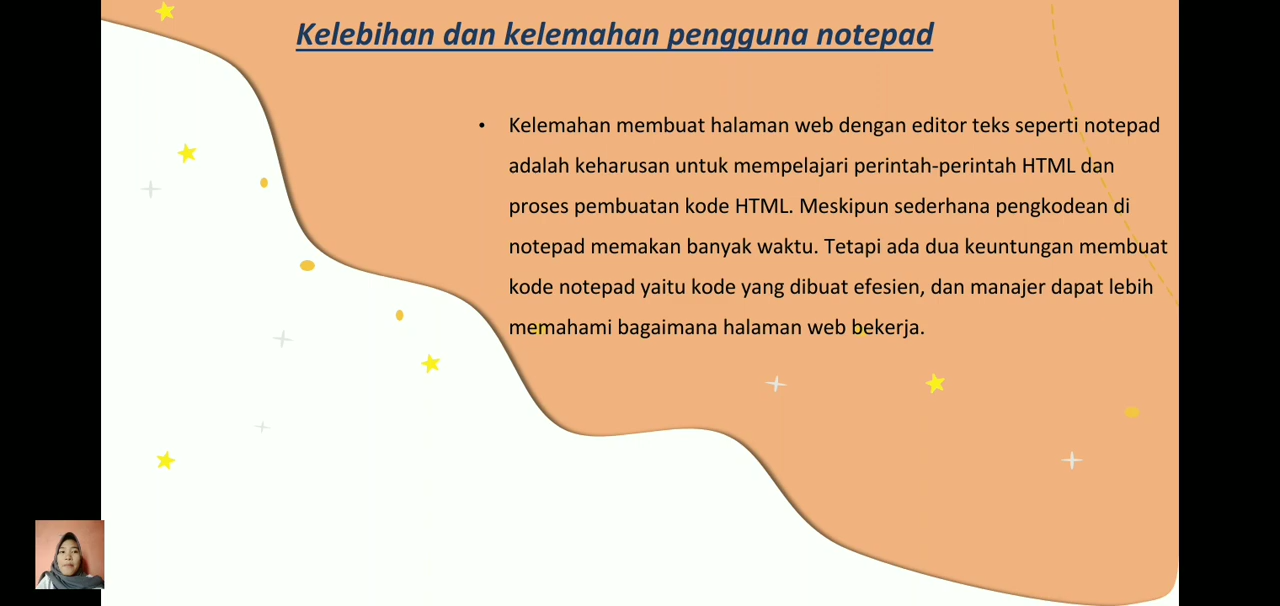 Kelebihan dan kelemahan pengguna notepad
• Kelemahan membuat halaman web dengan editor teks seperti notepad
adalah keharusan untuk mempelajari perintah-perintah HTML dan
proses pembuatan kode HTML. Meskipun sederhana pengkodean di
notepad memakan banyak waktu. Tetapi ada dua keuntungan membuat
kode notepad yaitu kode yang dibuat efesien, dan manajer dapat lebih
memahami bagaimana halaman web bekerja.